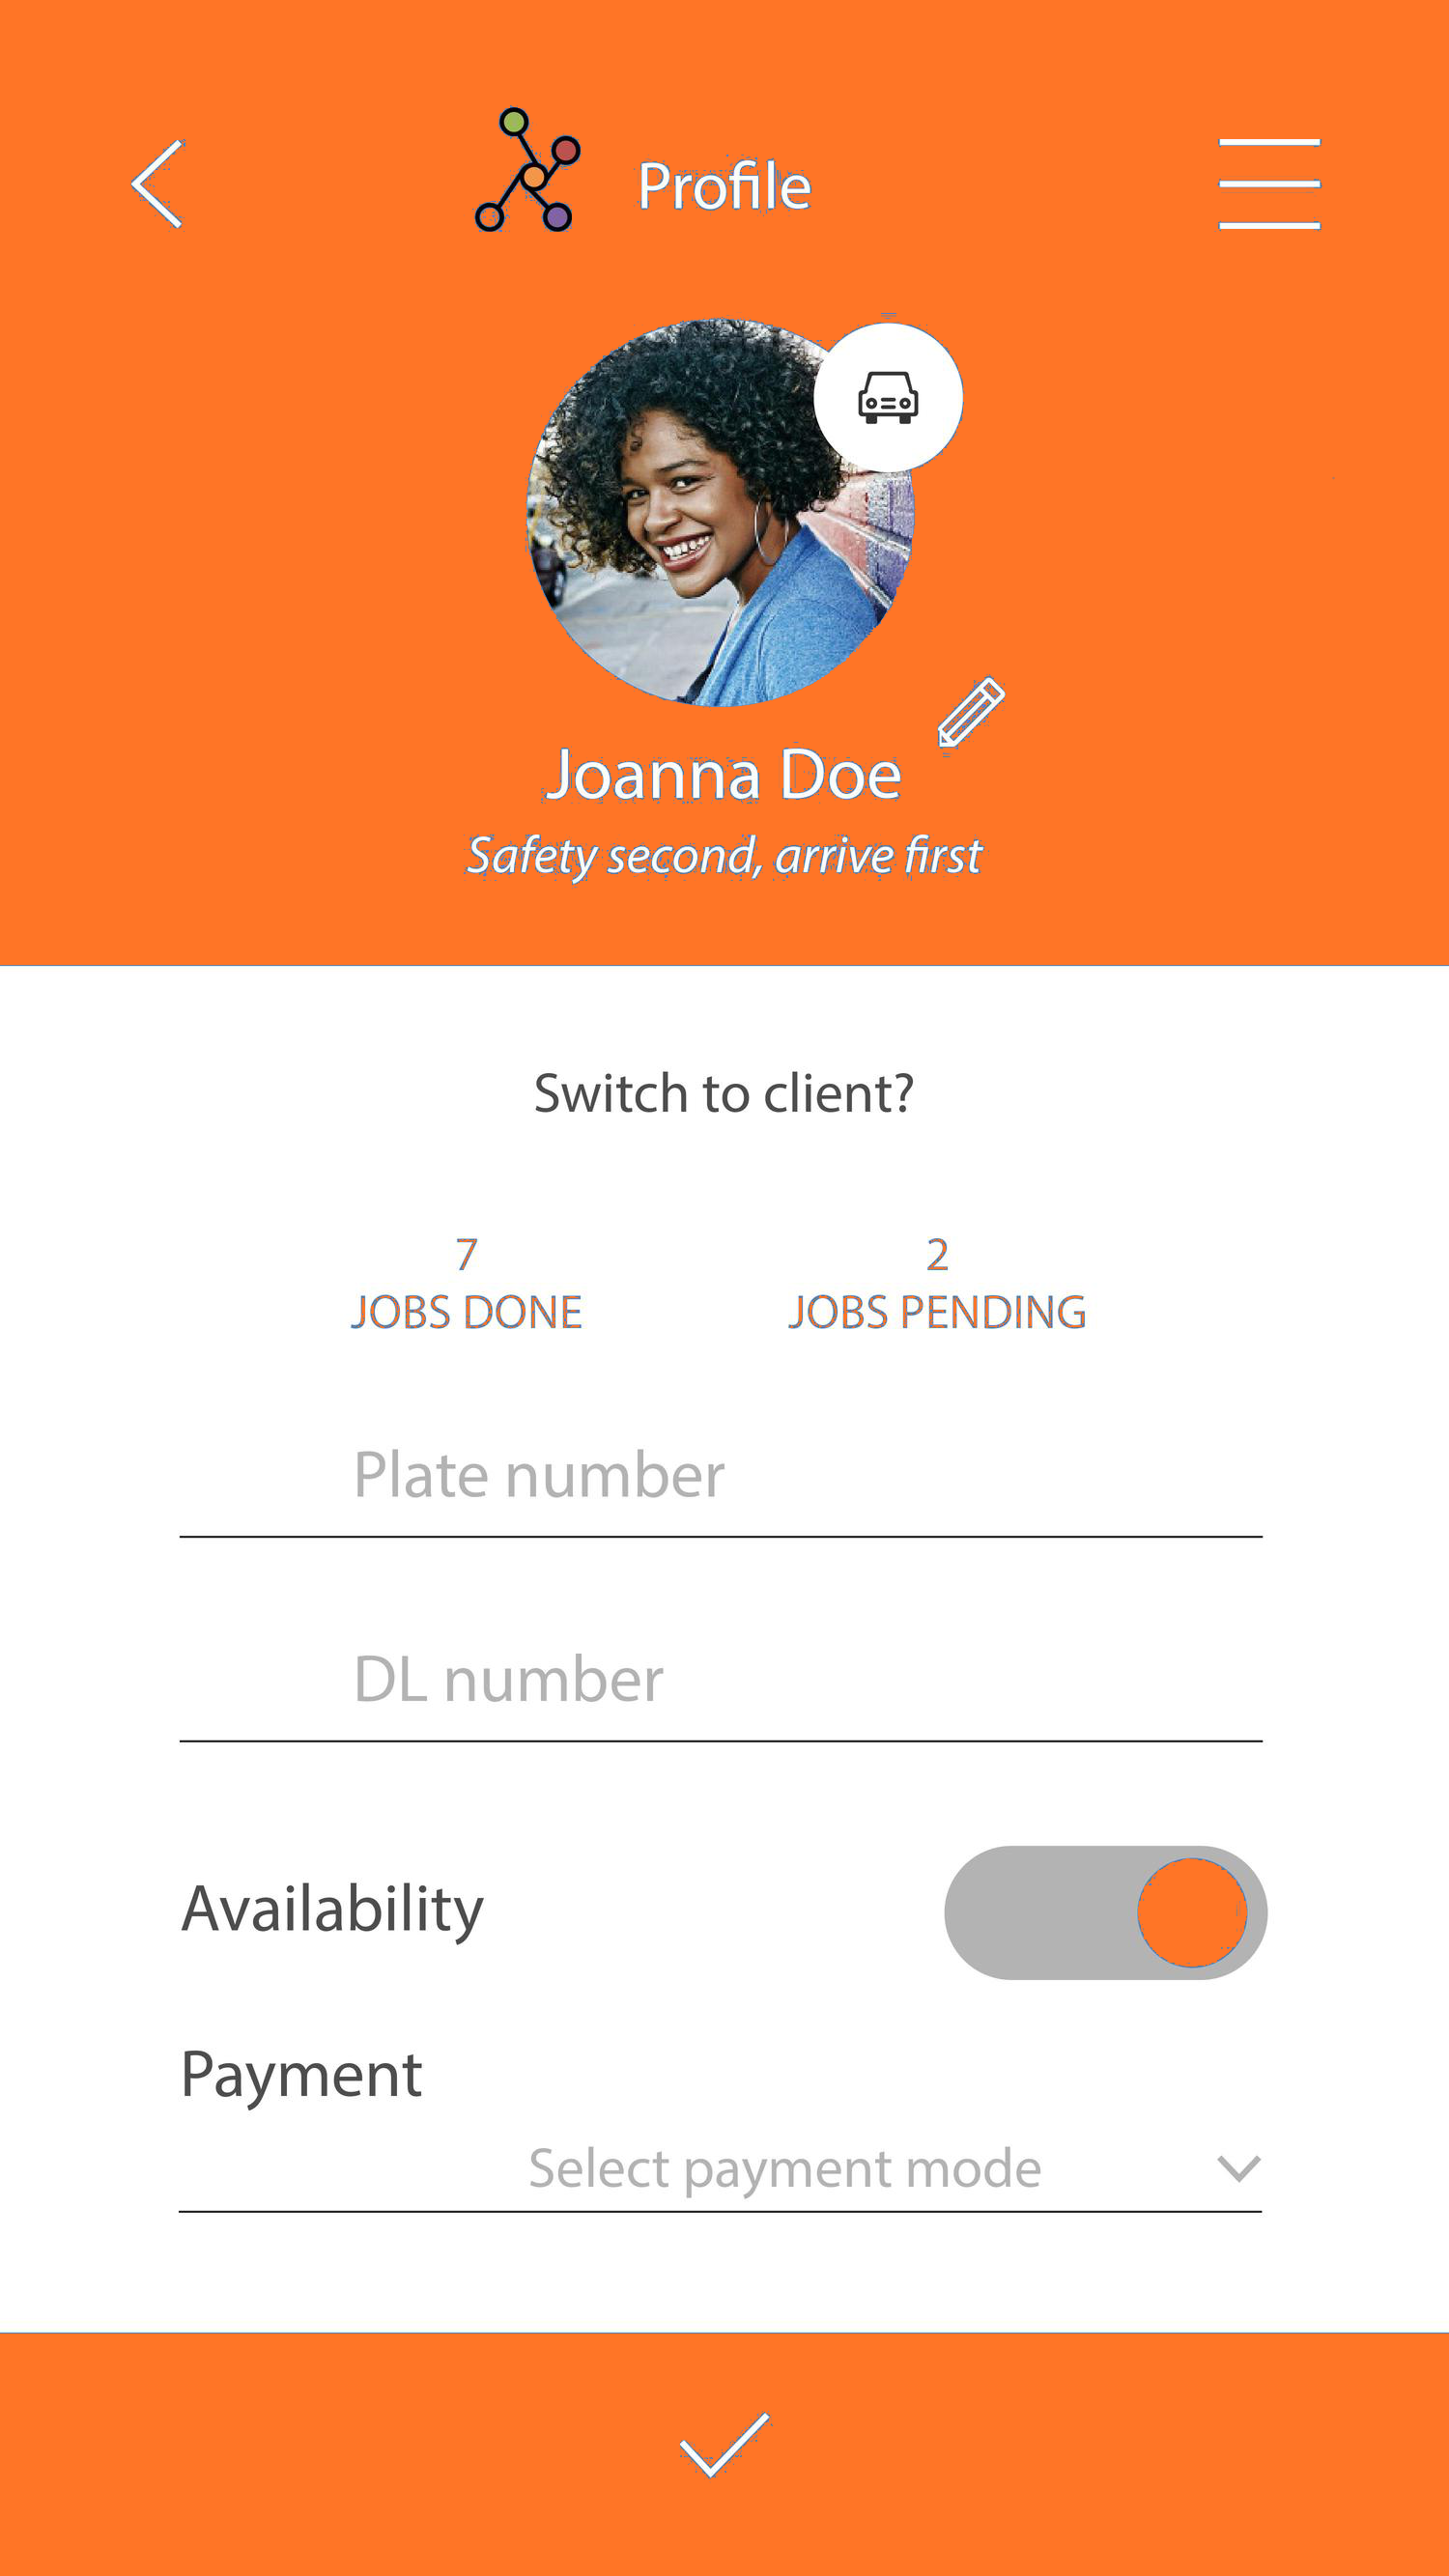 Profile
Joanna Doe
Safety second, arrive first
Switch to client?
7
JOBS DONE
2
JOBS PENDING
Plate number
DL number
Availability
Payment
Select payment mode